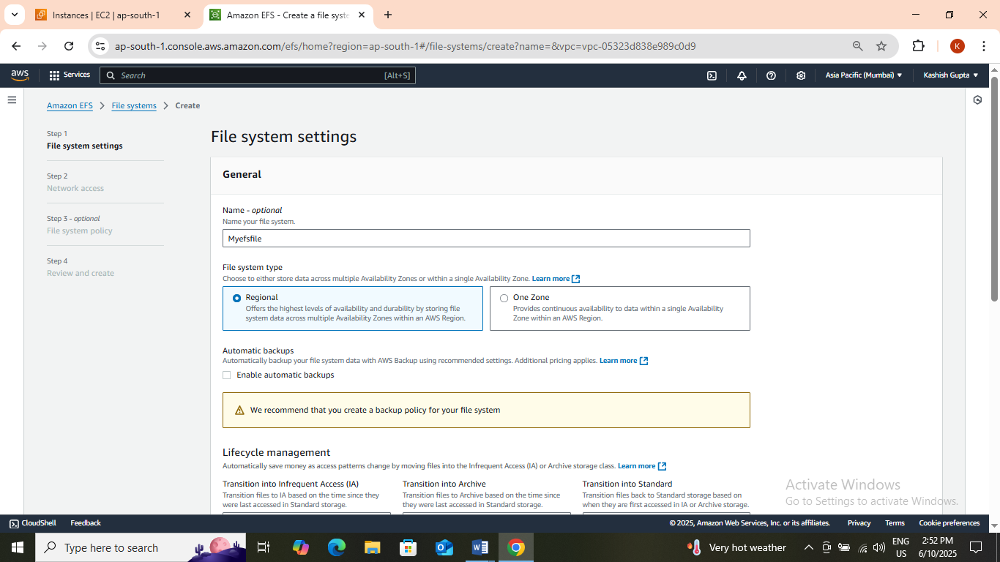 Instances | EC2 | ap-south-1
Amazon EFS - Create a file syste
ap-south-1.console.aws.amazon.com/efs/home?region=ap-south-1#/file-systems/create?name=&vpc=vpc-05323d838e989c0d9
K
aws
Services
Search
[Alt+S]
Asia Pacific (Mumbai)
Kashish Gupta
Amazon EFS
File systems
Create
Step 1
File system settings
Step 2
Network access
Step 3 - optional
File system policy
Step 4
Review and create
File system settings
General
Name - optional
Name your file system.
Myefsfile
File system type
Choose to either store data across multiple Availability Zones or within a single Availability Zone. Learn more
Regional
Offers the highest levels of availability and durability by storing file
system data across multiple Availability Zones within an AWS Region.
One Zone
Provides continuous availability to data within a single Availability
Zone within an AWS Region.
Automatic backups
Automatically backup your file system data with AWS Backup using recommended settings. Additional pricing applies. Learn more
Enable automatic backups
We recommend that you create a backup policy for your file system
Lifecycle management
Automatically save money as access patterns change by moving files into the Infrequent Access (IA) or Archive storage class. Learn more
Transition into Infrequent Access (IA)
Transition files to IA based on the time since they
were last accessed in Standard storage.
Transition into Archive
Transition files to Archive based on the time since
they were last accessed in Standard storage.
Transition into Standard
Transition files back to Standard storage based on
when they are first accessed in IA or Archive storage.
Activate Windows
Go to Settings to activate Windows.
CloudShell
Feedback
© 2025, Amazon Web Services, Inc. or its affiliates.
Privacy
Terms
Cookie preferences
Type here to search
Very hot weather
ENG
US
2:52 PM
6/10/2025